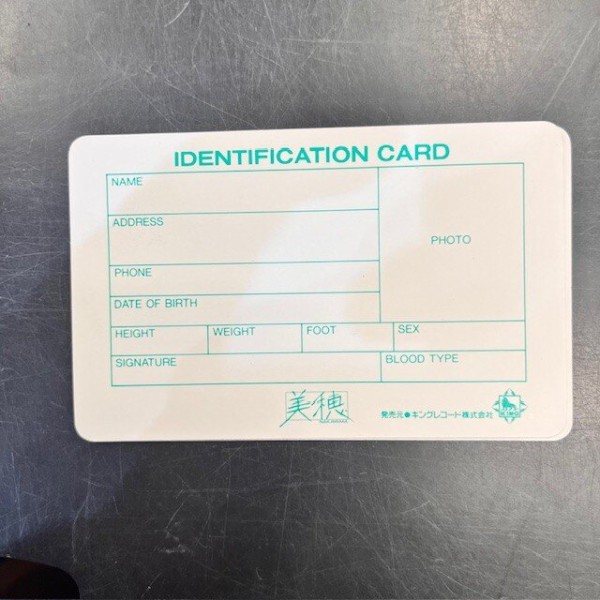 IDENTIFICATION CARD
NAME
ADDRESS
PHOTO
PHONE
DATE OF BIRTH
HEIGHT WEIGHT FOOT SEX
SIGNATURE BLOOD TYPE
美穂
発売元●キングレコード株式会社